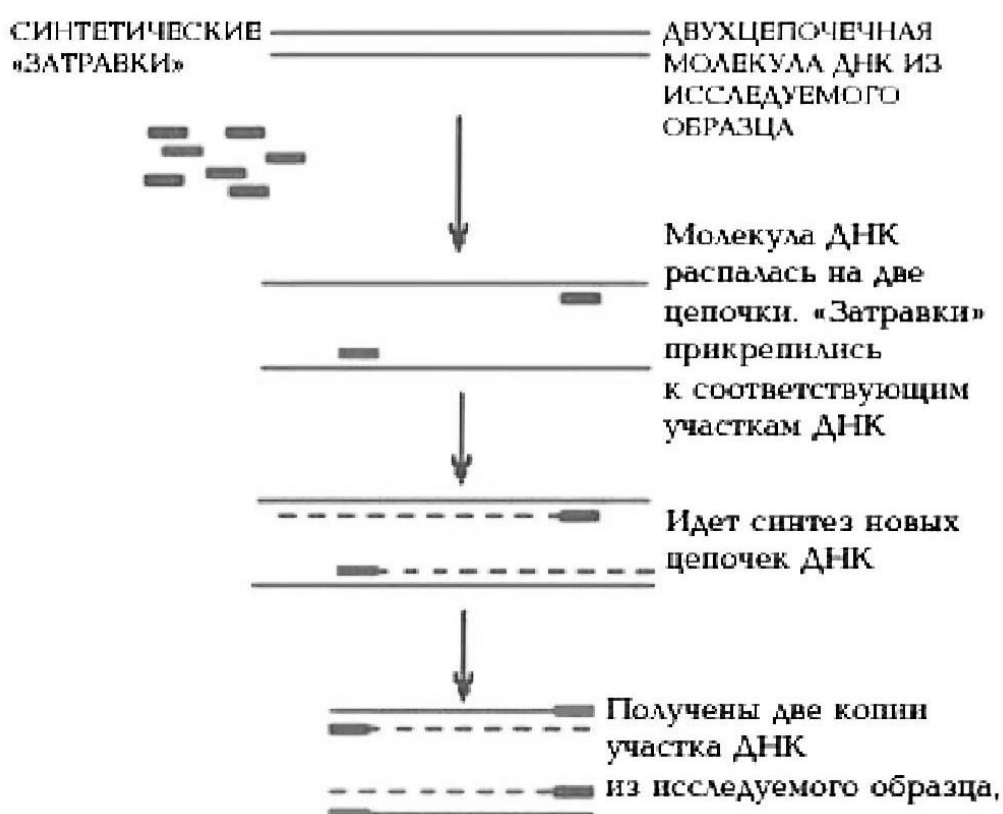 СИНТЕТИЧЕСКИЕ
«ЗАТРАВКИ»
ДВУХЦЕПОЧЕЧНАЯ
МОЛЕКУЛА ДНК ИЗ
ИССЛЕДУЕМОГО
ОБРАЗЦА
Молекула ДНК
распалась на две
цепочки. «Затравки»
прикрепились
к соответствующим
участкам ДНК
Идет синтез новых
цепочек ДНК
Получены две копии
участка ДНК
из исследуемого образца,